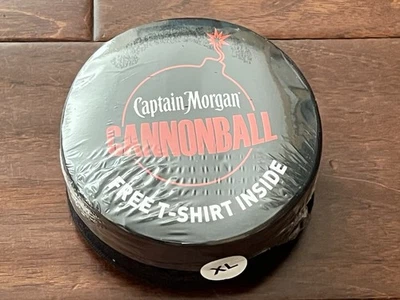 Captain Morgan
CANNONBALL
FREE T-SHIRT INSIDE
XL